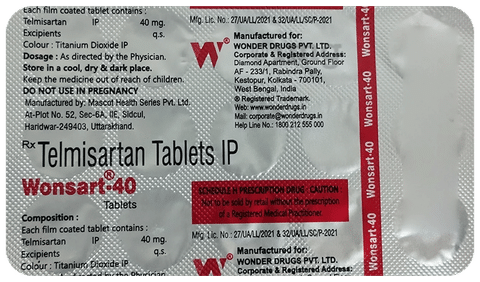 Each film coated tablet contains :
Telmisartan IP 40 mg.
Excipients q.s.
Colour : Titanium Dioxide IP
Dosage : As directed by the Physician.
Store in a cool, dry & dark place.
Keep the medicine out of reach of children.
DO NOT USE IN PREGNANCY
Manufactured by: Mascot Health Series Pvt. Ltd.
At-Plot No. 52, Sec-6A, IIE, Sidcul,
Haridwar-249403, Uttarakhand.
Rx Telmisartan Tablets IP
Wonsart®-40
Tablets
Composition :
Each film coated tablet contains :
Telmisartan IP 40 mg.
Excipients q.s.
Colour : Titanium Dioxide IP
as directed by the Physician
Mfg. Lic. No.: 27/UA/LL/2021 & 32/UA/LL/SC/P-2021
W®
Manufactured for:
WONDER DRUGS PVT. LTD.
Corporate & Registered Address:
Diamond Apartment, Ground Floor
AF - 233/1, Rabindra Pally,
Kestopur, Kolkata - 700101,
West Bengal, India
® Registered Trademark.
Web: www.wonderdrugs.in
Mail: corporate@wonderdrugs.in
Help Line No.: 1800 212 555 000
SCHEDULE H PRESCRIPTION DRUG : CAUTION :
Not to be sold by retail without the prescription
of a Registered Medical Practitioner.
Mfg. Lic. No.: 27/UA/LL/2021 & 32/UA/LL/SC/P-2021
W®
Manufactured for:
WONDER DRUGS PVT. LTD.
Corporate & Registered Address:
Wonsart-40
Wonsart-40
Wonsart-40
Wonsart-40